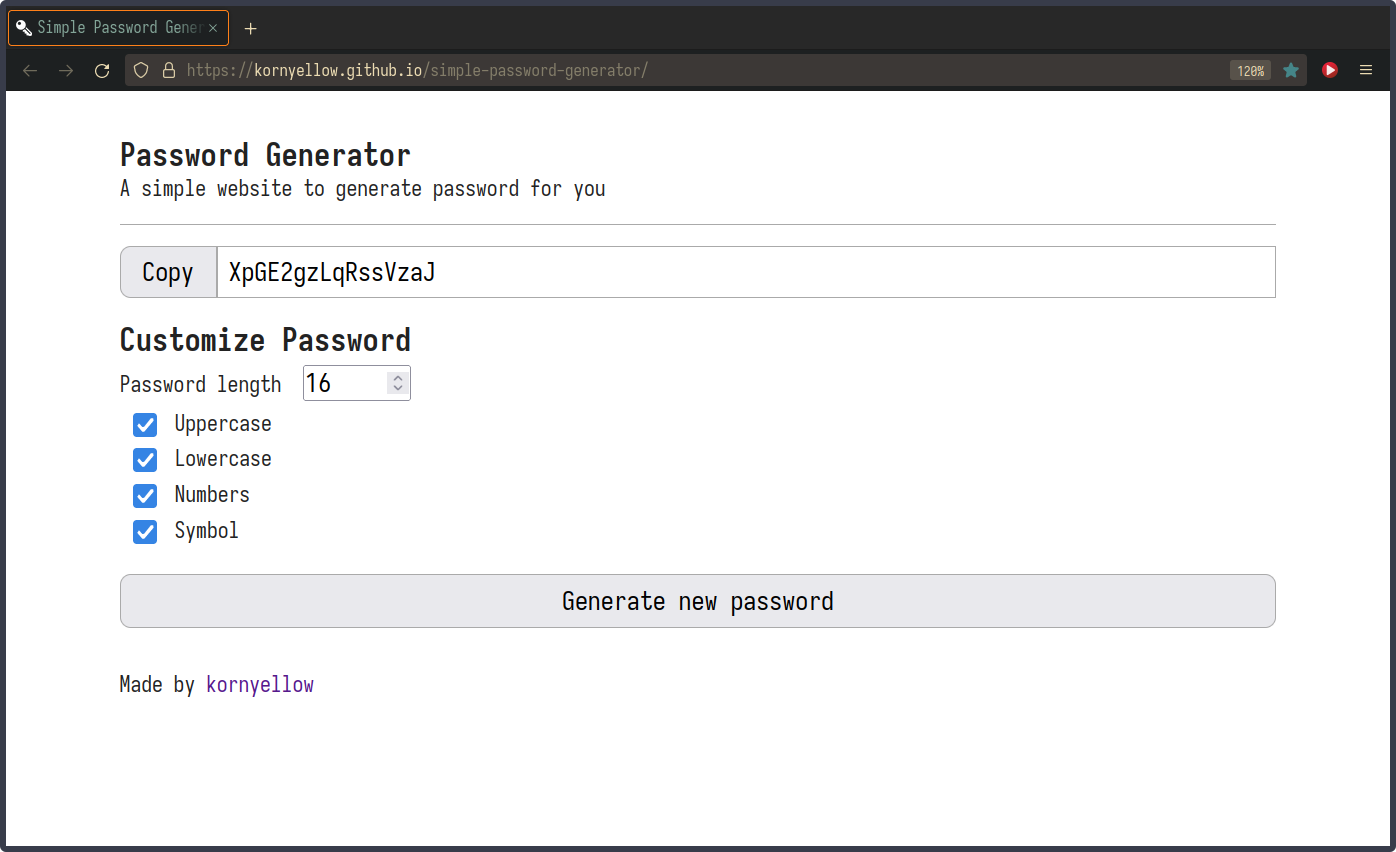 Simple Password Gener
https://kornyellow.github.io/simple-password-generator/
120%
Password Generator
A simple website to generate password for you
Copy XpGE2gzLqRssVzaJ
Customize Password
Password length 16
Uppercase
Lowercase
Numbers
Symbol
Generate new password
Made by kornyellow